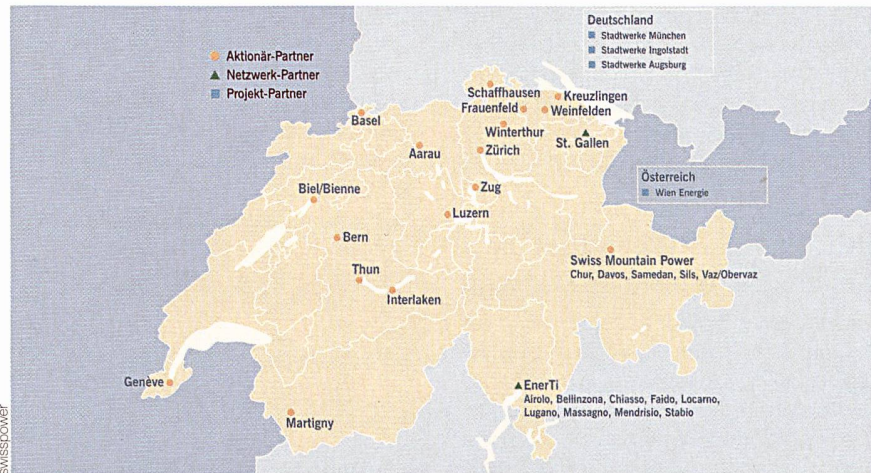 Deutschland
Stadtwerke München
Stadtwerke Ingolstadt
Stadtwerke Augsburg
Aktionär-Partner
Netzwerk-Partner
Projekt-Partner
Schaffhausen
Kreuzlingen
Frauenfeld
Weinfelden
Basel
Winterthur
St. Gallen
Aarau
Zürich
Österreich
Wien Energie
Zug
Biel/Bienne
Luzern
Bern
Swiss Mountain Power
Chur, Davos, Samedan, Sils, Vaz/Obervaz
Thun
Interlaken
Genève
EnerTi
Airolo, Bellinzona, Chiasso, Faido, Locarno,
Lugano, Massagno, Mendrisio, Stabio
Martigny
swisspower